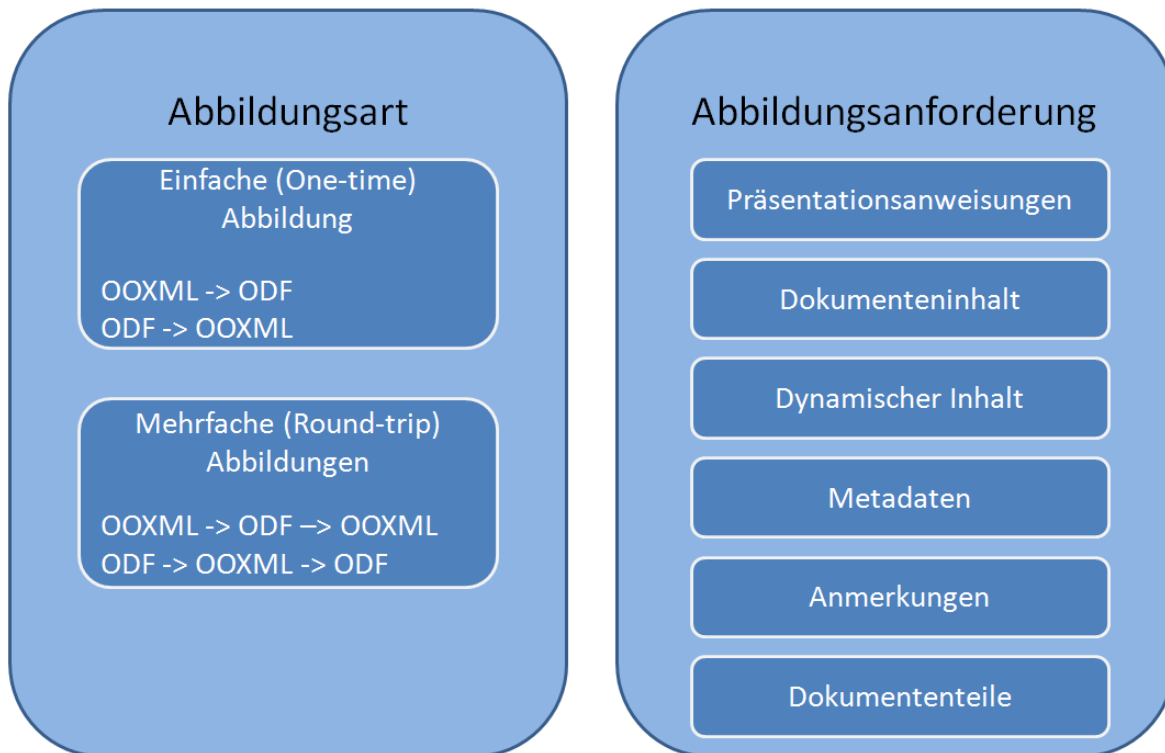 Abbildungsart
Einfache (One-time)
Abbildung
OOXML -> ODF
ODF -> OOXML
Mehrfache (Round-trip)
Abbildungen
OOXML -> ODF –> OOXML
ODF -> OOXML -> ODF
Abbildungsanforderung
Präsentationsanweisungen
Dokumenteninhalt
Dynamischer Inhalt
Metadaten
Anmerkungen
Dokumententeile